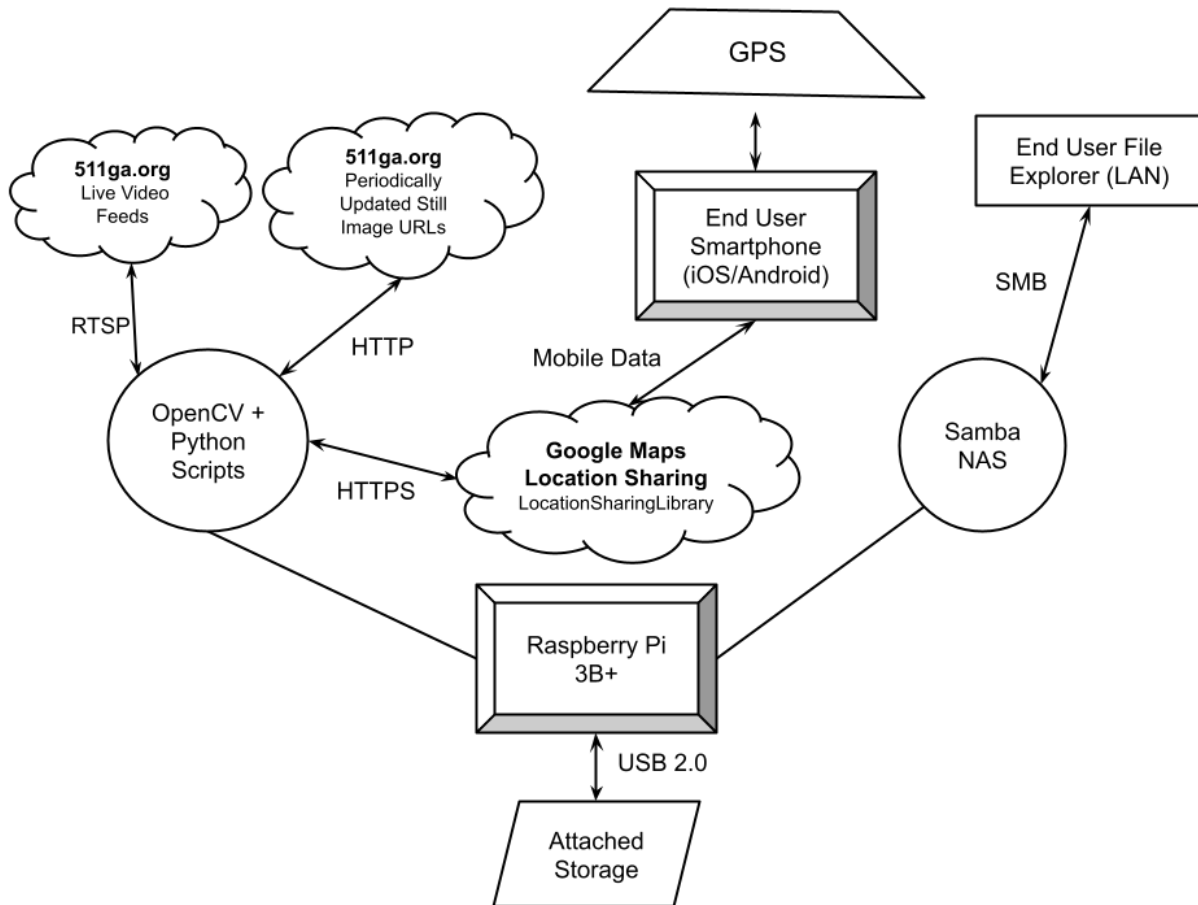 GPS
511ga.org
Live Video
Feeds
511ga.org
Periodically
Updated Still
Image URLs
End User
Smartphone
(iOS/Android)
End User File
Explorer (LAN)
RTSP
HTTP
Mobile Data
SMB
OpenCV +
Python
Scripts
HTTPS
Google Maps
Location Sharing
LocationSharingLibrary
Samba
NAS
Raspberry Pi
3B+
USB 2.0
Attached
Storage